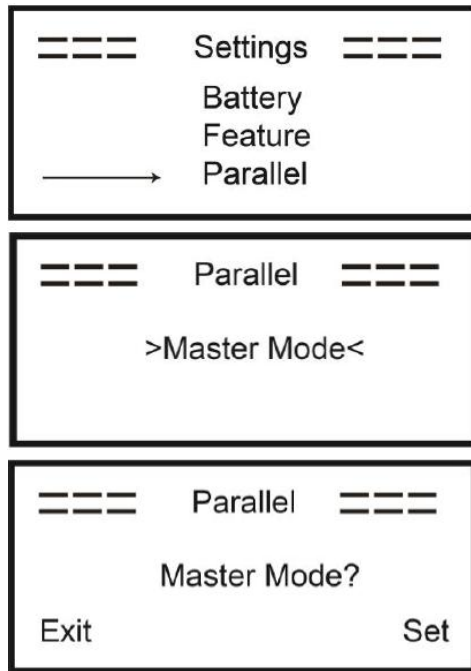 === Settings ===
Battery
Feature
Parallel
=== Parallel ===
>Master Mode<
=== Parallel ===
Master Mode?
Exit Set